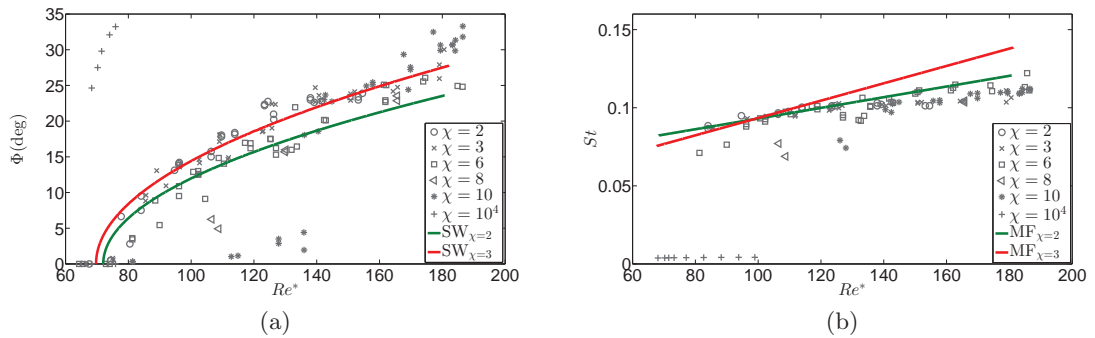 35
30
25
20
15
10
5
0
Φ(deg)
60 80 100 120 140 160 180 200
Re*
χ = 2
χ = 3
χ = 6
χ = 8
χ = 10
χ = 10⁴
SWχ=2
SWχ=3
(a)
0.15
0.1
0.05
0
St
60 80 100 120 140 160 180 200
Re*
χ = 2
χ = 3
χ = 6
χ = 8
χ = 10
χ = 10⁴
MFχ=2
MFχ=3
(b)